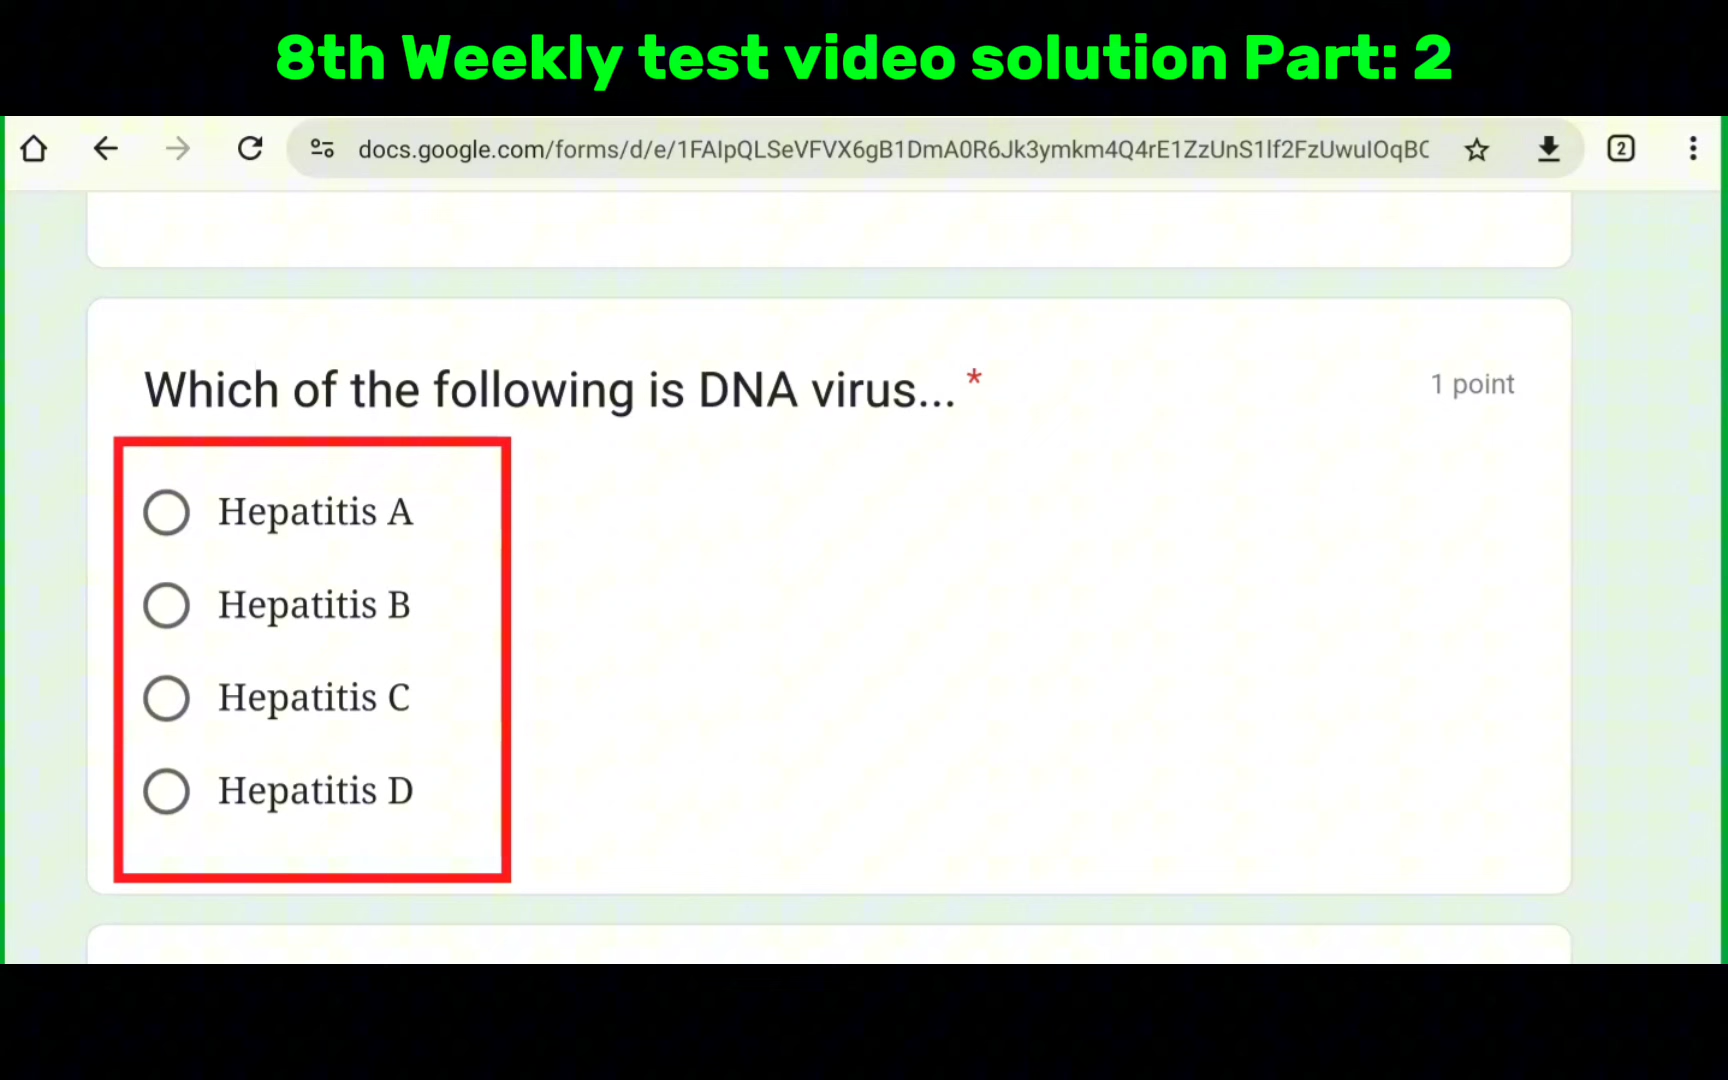 8th Weekly test video solution Part: 2
docs.google.com/forms/d/e/1FAIpQLSeVFVX6gB1DmA0R6Jk3ymkm4Q4rE1ZzUnS1lf2FzUwuIOqBC
2
Which of the following is DNA virus... *
1 point
Hepatitis A
Hepatitis B
Hepatitis C
Hepatitis D